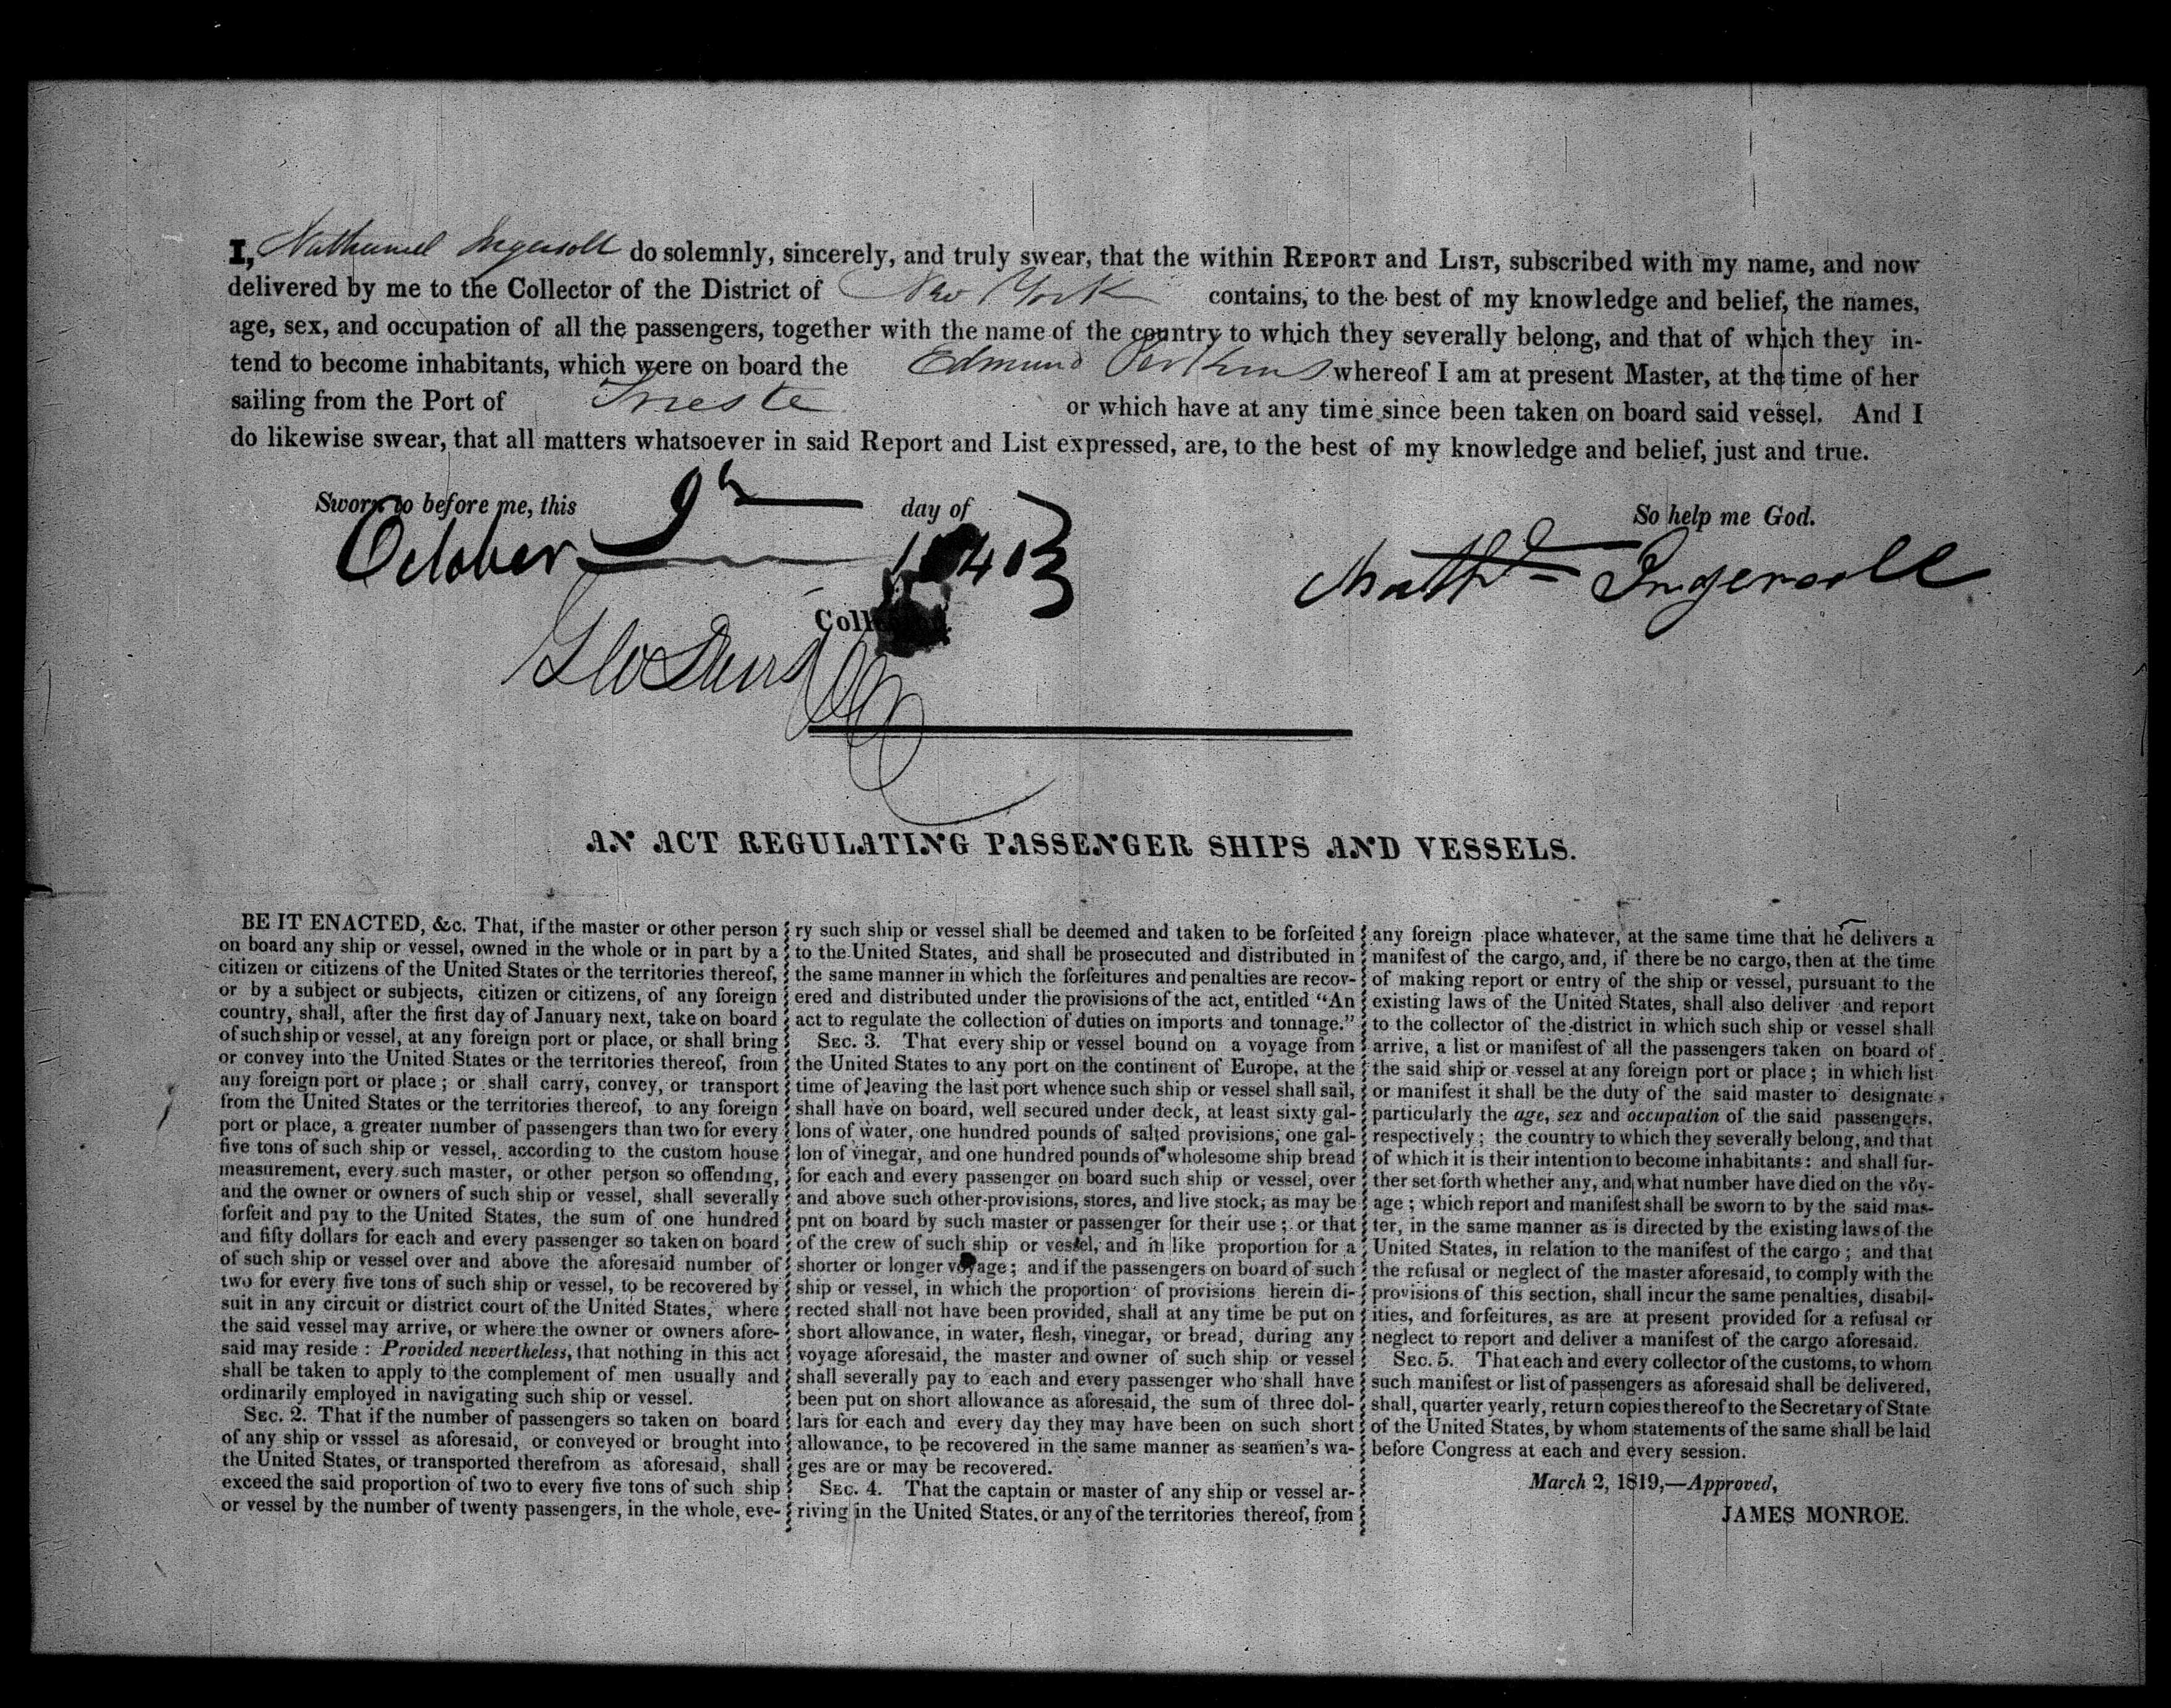 I, Nathaniel Ingersoll do solemnly, sincerely, and truly swear, that the within REPORT and LIST, subscribed with my name, and now
delivered by me to the Collector of the District of New York contains, to the best of my knowledge and belief, the names,
age, sex, and occupation of all the passengers, together with the name of the country to which they severally belong, and that of which they in-
tend to become inhabitants, which were on board the Edmund Perkins whereof I am at present Master, at the time of her
sailing from the Port of Trieste or which have at any time since been taken on board said vessel. And I
do likewise swear, that all matters whatsoever in said Report and List expressed, are, to the best of my knowledge and belief, just and true.
Sworn to before me, this 9h day of
So help me God.
October 1843
Nathl Ingersoll
Collector.
AN ACT REGULATING PASSENGER SHIPS AND VESSELS.
BE IT ENACTED, &c. That, if the master or other person
on board any ship or vessel, owned in the whole or in part by a
citizen or citizens of the United States or the territories thereof,
or by a subject or subjects, citizen or citizens, of any foreign
country, shall, after the first day of January next, take on board
of such ship or vessel, at any foreign port or place, or shall bring
or convey into the United States or the territories thereof, from
any foreign port or place; or shall carry, convey, or transport
from the United States or the territories thereof, to any foreign
port or place, a greater number of passengers than two for every
five tons of such ship or vessel, according to the custom house
measurement, every such master, or other person so offending,
and the owner or owners of such ship or vessel, shall severally
forfeit and pay to the United States, the sum of one hundred
and fifty dollars for each and every passenger so taken on board
of such ship or vessel over and above the aforesaid number of
two for every five tons of such ship or vessel, to be recovered by
suit in any circuit or district court of the United States, where
the said vessel may arrive, or where the owner or owners afore-
said may reside : Provided nevertheless, that nothing in this act
shall be taken to apply to the complement of men usually and
ordinarily employed in navigating such ship or vessel.
SEC. 2. That if the number of passengers so taken on board
of any ship or vsssel as aforesaid, or conveyed or brought into
the United States, or transported therefrom as aforesaid, shall
exceed the said proportion of two to every five tons of such ship
or vessel by the number of twenty passengers, in the whole, eve-
ry such ship or vessel shall be deemed and taken to be forfeited
to the United States, and shall be prosecuted and distributed in
the same manner in which the forfeitures and penalties are recov-
ered and distributed under the provisions of the act, entitled "An
act to regulate the collection of duties on imports and tonnage."
SEC. 3. That every ship or vessel bound on a voyage from
the United States to any port on the continent of Europe, at the
time of leaving the last port whence such ship or vessel shall sail,
shall have on board, well secured under deck, at least sixty gal-
lons of water, one hundred pounds of salted provisions, one gal-
lon of vinegar, and one hundred pounds of wholesome ship bread
for each and every passenger on board such ship or vessel, over
and above such other provisions, stores, and live stock, as may be
pnt on board by such master or passenger for their use; or that
of the crew of such ship or vessel, and in like proportion for a
shorter or longer voyage; and if the passengers on board of such
ship or vessel, in which the proportion of provisions herein di-
rected shall not have been provided, shall at any time be put on
short allowance, in water, flesh, vinegar, or bread, during any
voyage aforesaid, the master and owner of such ship or vessel
shall severally pay to each and every passenger who shall have
been put on short allowance as aforesaid, the sum of three dol-
lars for each and every day they may have been on such short
allowance, to be recovered in the same manner as seamen's wa-
ges are or may be recovered.
SEC. 4. That the captain or master of any ship or vessel ar-
riving in the United States, or any of the territories thereof, from
any foreign place whatever, at the same time that he delivers a
manifest of the cargo, and, if there be no cargo, then at the time
of making report or entry of the ship or vessel, pursuant to the
existing laws of the United States, shall also deliver and report
to the collector of the district in which such ship or vessel shall
arrive, a list or manifest of all the passengers taken on board of
the said ship or vessel at any foreign port or place; in which list
or manifest it shall be the duty of the said master to designate
particularly the age, sex and occupation of the said passengers,
respectively; the country to which they severally belong, and that
of which it is their intention to become inhabitants: and shall fur-
ther set forth whether any, and what number have died on the voy-
age; which report and manifest shall be sworn to by the said mas-
ter, in the same manner as is directed by the existing laws of the
United States, in relation to the manifest of the cargo; and that
the refusal or neglect of the master aforesaid, to comply with the
provisions of this section, shall incur the same penalties, disabil-
ities, and forfeitures, as are at present provided for a refusal or
neglect to report and deliver a manifest of the cargo aforesaid.
SEC. 5. That each and every collector of the customs, to whom
such manifest or list of passengers as aforesaid shall be delivered,
shall, quarter yearly, return copies thereof to the Secretary of State
of the United States, by whom statements of the same shall be laid
before Congress at each and every session.
March 2, 1819,—Approved,
JAMES MONROE.